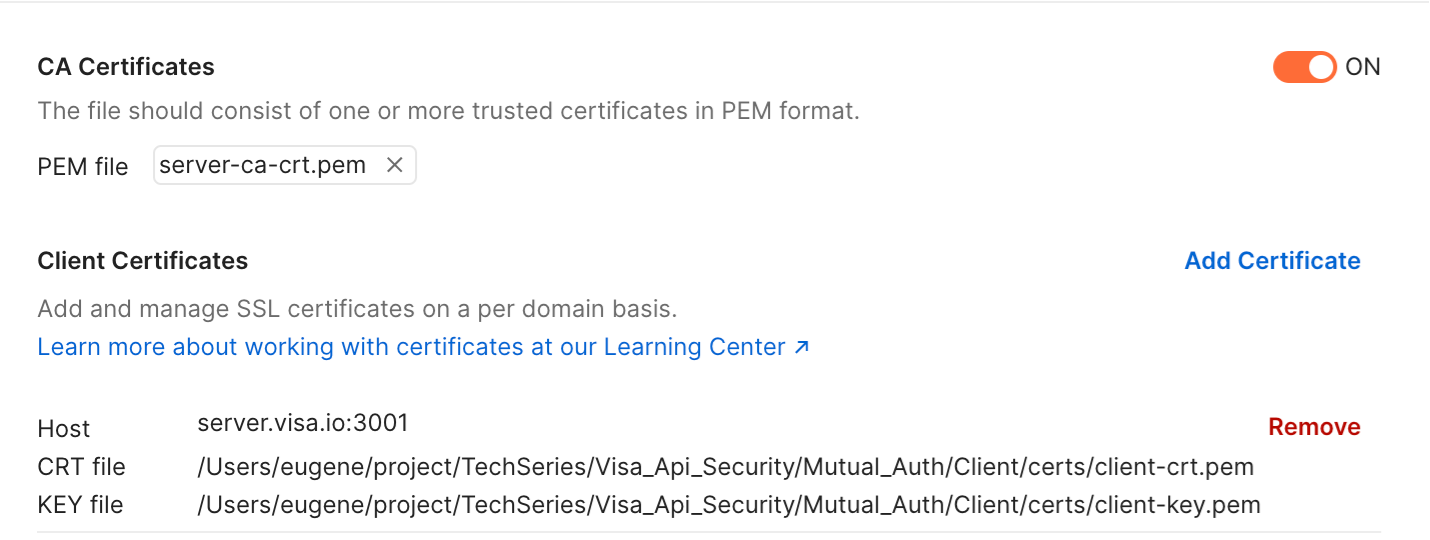 CA Certificates ON
The file should consist of one or more trusted certificates in PEM format.
PEM file server-ca-crt.pem
Client Certificates Add Certificate
Add and manage SSL certificates on a per domain basis.
Learn more about working with certificates at our Learning Center ↗
Host server.visa.io:3001 Remove
CRT file /Users/eugene/project/TechSeries/Visa_Api_Security/Mutual_Auth/Client/certs/client-crt.pem
KEY file /Users/eugene/project/TechSeries/Visa_Api_Security/Mutual_Auth/Client/certs/client-key.pem